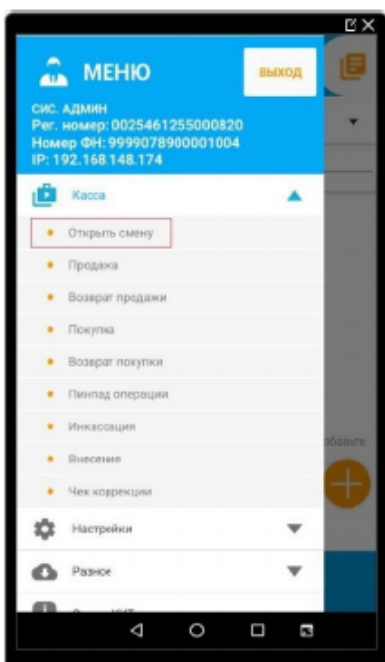 МЕНЮ
ВЫХОД
СИС. АДМИН
Рег. номер: 0025461255000820
Номер ФН: 9999078900001004
IP: 192.168.148.174
Касса
Открыть смену
Продажа
Возврат продажи
Покупка
Возврат покупки
Пинпад операции
Инкассация
Внесение
Чек коррекции
Настройки
Разное